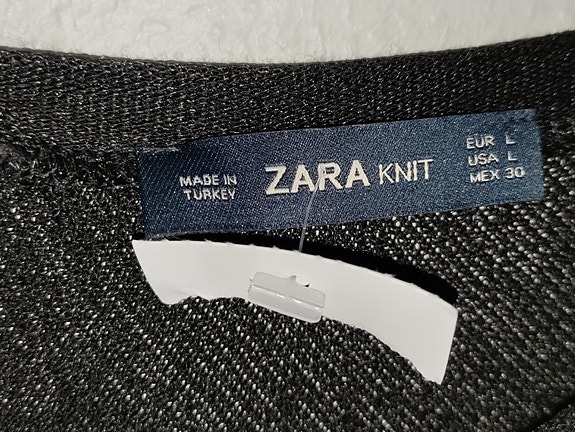 MADE IN
TURKEY
ZARA KNIT
EUR L
USA L
MEX 30